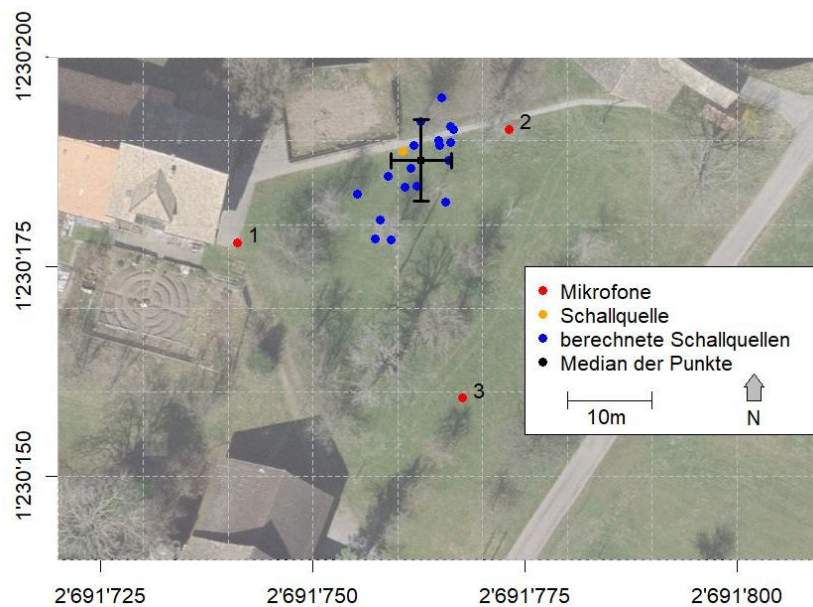 1'230'200
1'230'175
1'230'150
2
1
3
Mikrofone
Schallquelle
berechnete Schallquellen
Median der Punkte
10m
N
2'691'725
2'691'750
2'691'775
2'691'800